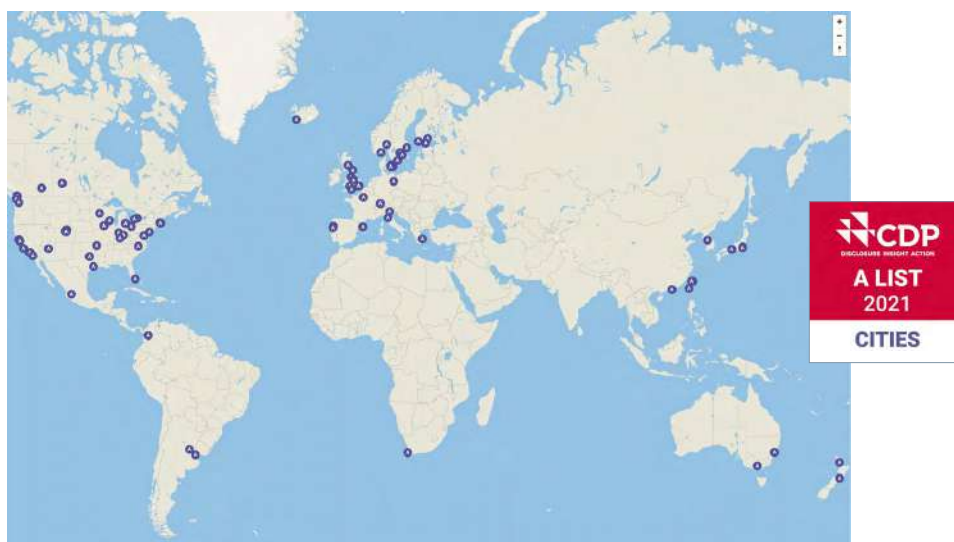 CDP
DISCLOSURE INSIGHT ACTION
A LIST
2021
CITIES